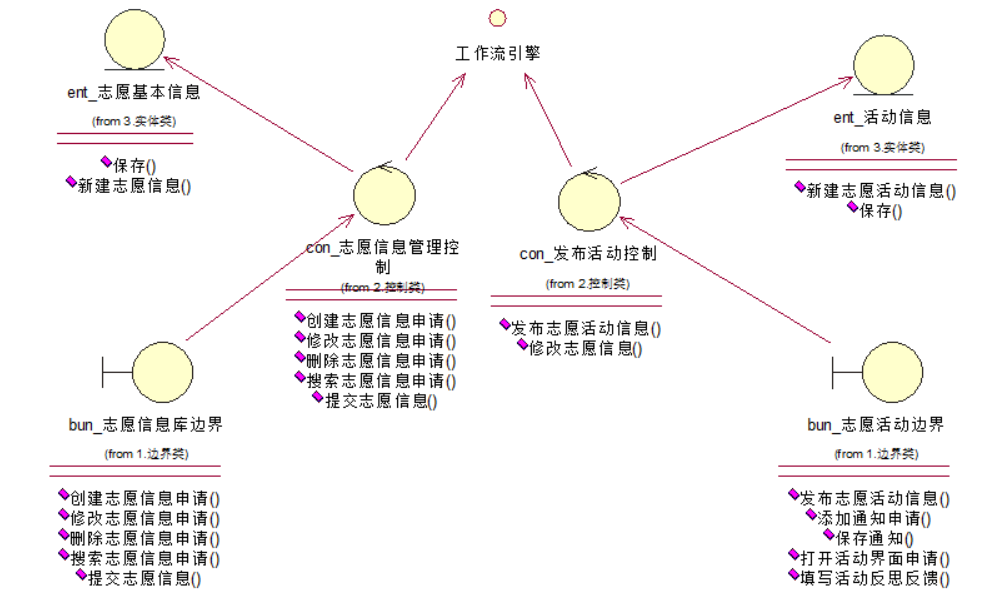 工作流引擎
ent_志愿基本信息
(from 3.实体类)
保存()
新建志愿信息()
ent_活动信息
(from 3.实体类)
新建志愿活动信息()
保存()
con_志愿信息管理控
制
(from 2.控制类)
创建志愿信息申请()
修改志愿信息申请()
删除志愿信息申请()
搜索志愿信息申请()
提交志愿信息()
con_发布活动控制
(from 2.控制类)
发布志愿活动信息()
修改志愿信息()
bun_志愿信息库边界
(from 1.边界类)
创建志愿信息申请()
修改志愿信息申请()
删除志愿信息申请()
搜索志愿信息申请()
提交志愿信息()
bun_志愿活动边界
(from 1.边界类)
发布志愿活动信息()
添加通知申请()
保存通知()
打开活动界面申请()
填写活动反思反馈()